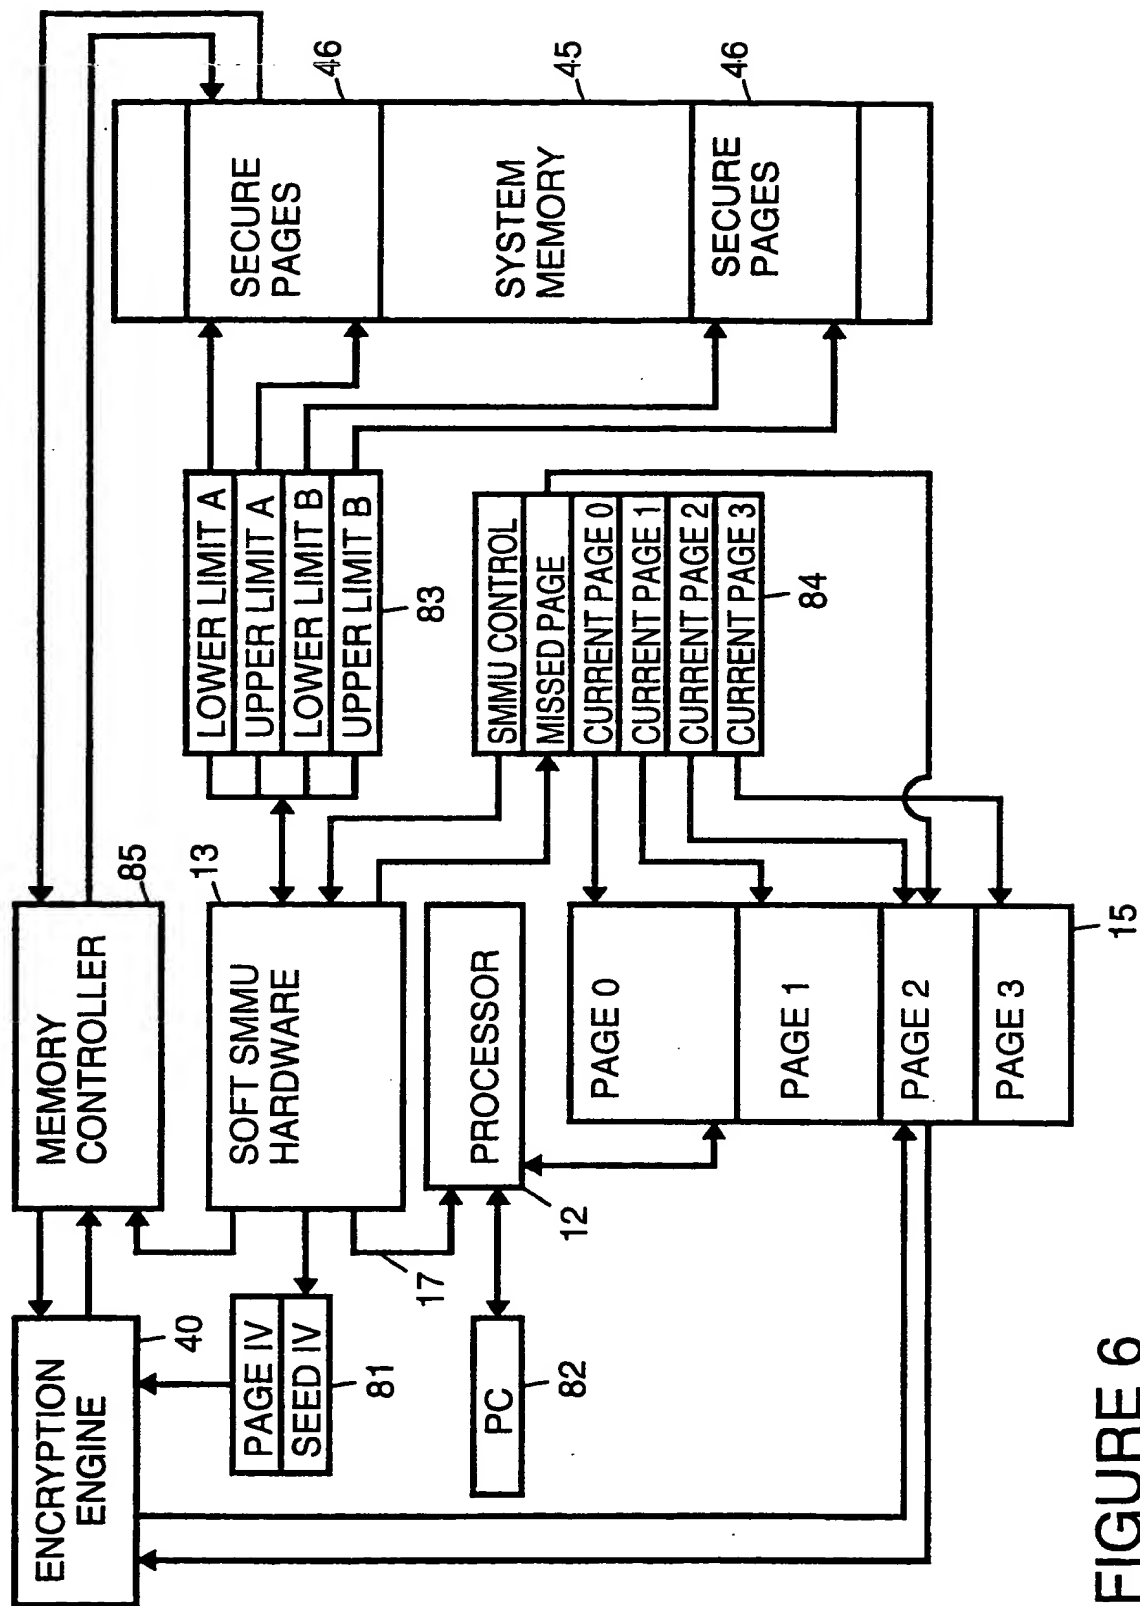 ENCRYPTION
ENGINE
40
MEMORY
CONTROLLER
85
PAGE IV
SEED IV
81
SOFT SMMU
HARDWARE
13
17
LOWER LIMIT A
UPPER LIMIT A
LOWER LIMIT B
UPPER LIMIT B
83
SECURE
PAGES
46
SYSTEM
MEMORY
45
SECURE
PAGES
46
PC
82
PROCESSOR
12
SMMU CONTROL
MISSED PAGE
CURRENT PAGE 0
CURRENT PAGE 1
CURRENT PAGE 2
CURRENT PAGE 3
84
PAGE 0
PAGE 1
PAGE 2
PAGE 3
15
FIGURE 6